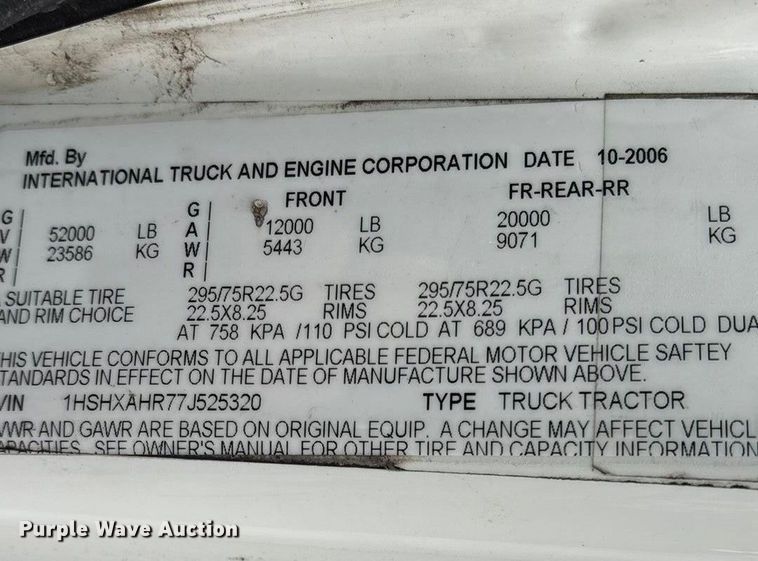 Mfd. By
INTERNATIONAL TRUCK AND ENGINE CORPORATION DATE 10-2006
FRONT FR-REAR-RR
GVWR 52000 LB GAWR 12000 LB 20000 LB
23586 KG 5443 KG 9071 KG
SUITABLE TIRE 295/75R22.5G TIRES 295/75R22.5G TIRES
AND RIM CHOICE 22.5X8.25 RIMS 22.5X8.25 RIMS
AT 758 KPA /110 PSI COLD AT 689 KPA / 100 PSI COLD DUA
HIS VEHICLE CONFORMS TO ALL APPLICABLE FEDERAL MOTOR VEHICLE SAFTEY
TANDARDS IN EFFECT ON THE DATE OF MANUFACTURE SHOWN ABOVE.
VIN 1HSHXAHR77J525320 TYPE TRUCK TRACTOR
VWR AND GAWR ARE BASED ON ORIGINAL EQUIP. A CHANGE MAY AFFECT VEHICL
APACITIES. SEE OWNER'S MANUAL FOR OTHER TIRE AND CAPACITY INFORMATION
Purple Wave Auction